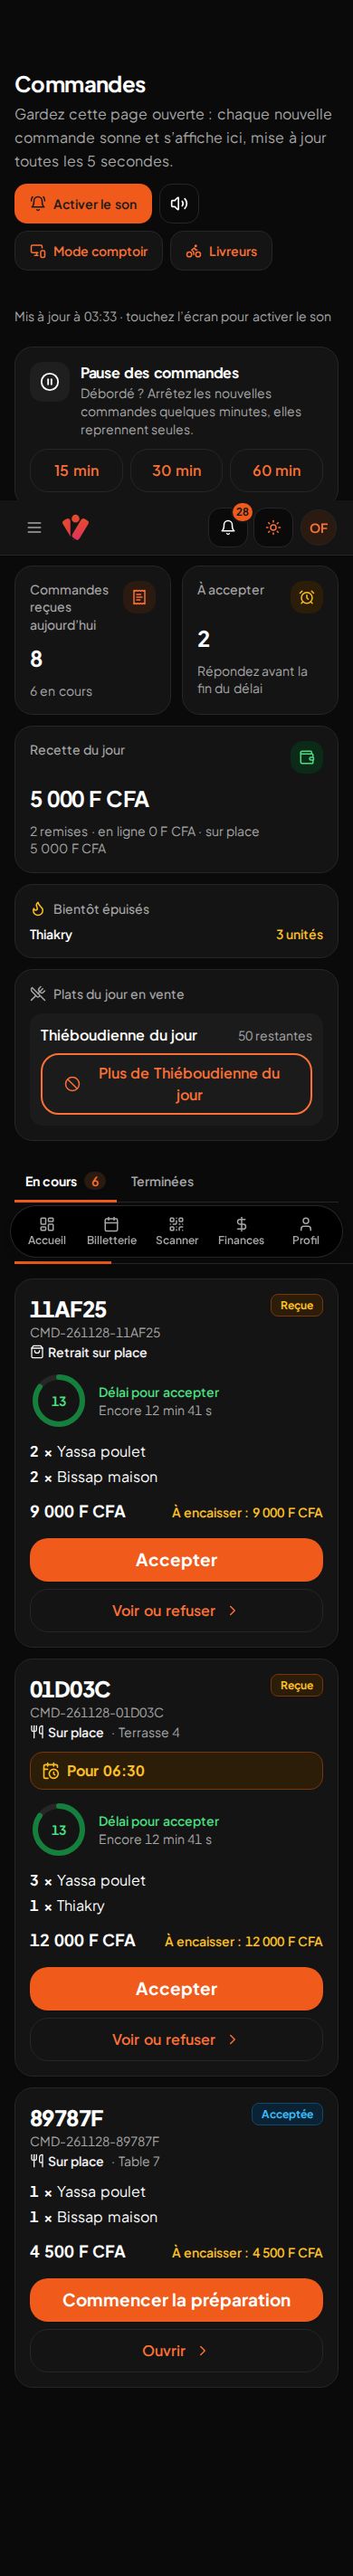 Commandes
Gardez cette page ouverte : chaque nouvelle
commande sonne et s'affiche ici, mise à jour
toutes les 5 secondes.
Activer le son
Mode comptoir
Livreurs
Mis à jour à 03:33 · touchez l'écran pour activer le son
Pause des commandes
Débordé ? Arrêtez les nouvelles
commandes quelques minutes, elles
reprennent seules.
15 min
30 min
60 min
28
OF
Commandes
reçues
aujourd'hui
8
6 en cours
À accepter
2
Répondez avant la
fin du délai
Recette du jour
5 000 F CFA
2 remises · en ligne 0 F CFA · sur place
5 000 F CFA
Bientôt épuisés
Thiakry
3 unités
Plats du jour en vente
Thiéboudienne du jour
50 restantes
Plus de Thiéboudienne du
jour
En cours 6
Terminées
Accueil
Billetterie
Scanner
Finances
Profil
11AF25
Reçue
CMD-261128-11AF25
Retrait sur place
13
Délai pour accepter
Encore 12 min 41 s
2 × Yassa poulet
2 × Bissap maison
9 000 F CFA
À encaisser : 9 000 F CFA
Accepter
Voir ou refuser
01D03C
Reçue
CMD-261128-01D03C
Sur place · Terrasse 4
Pour 06:30
13
Délai pour accepter
Encore 12 min 41 s
3 × Yassa poulet
1 × Thiakry
12 000 F CFA
À encaisser : 12 000 F CFA
Accepter
Voir ou refuser
89787F
Acceptée
CMD-261128-89787F
Sur place · Table 7
1 × Yassa poulet
1 × Bissap maison
4 500 F CFA
À encaisser : 4 500 F CFA
Commencer la préparation
Ouvrir